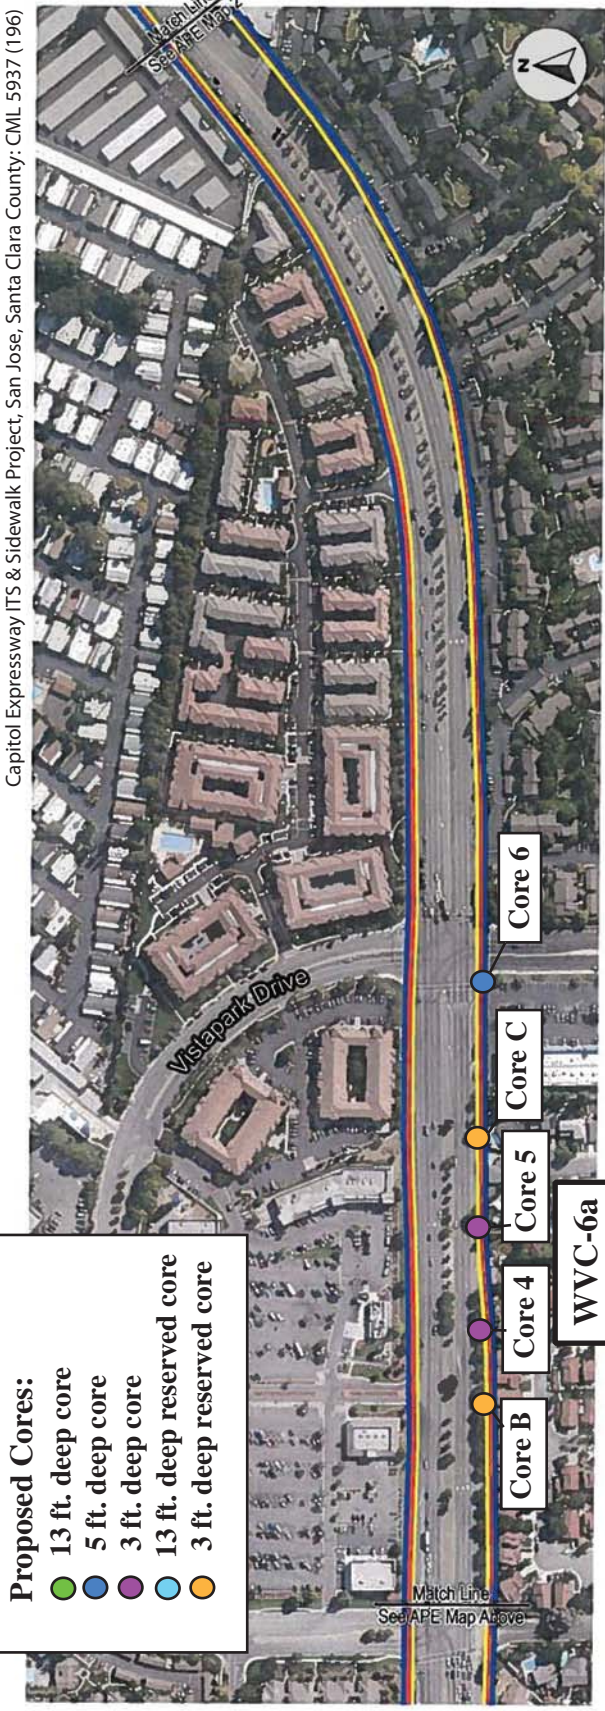 Capitol Expressway ITS & Sidewalk Project, San Jose, Santa Clara County: CML 5937 (196)
Proposed Cores:
13 ft. deep core
5 ft. deep core
3 ft. deep core
13 ft. deep reserved core
3 ft. deep reserved core
Match Line
See APE Map 2
N
Vistapark Drive
Match Line
See APE Map Above
Core B
Core 4
Core 5
Core C
Core 6
WVC-6a